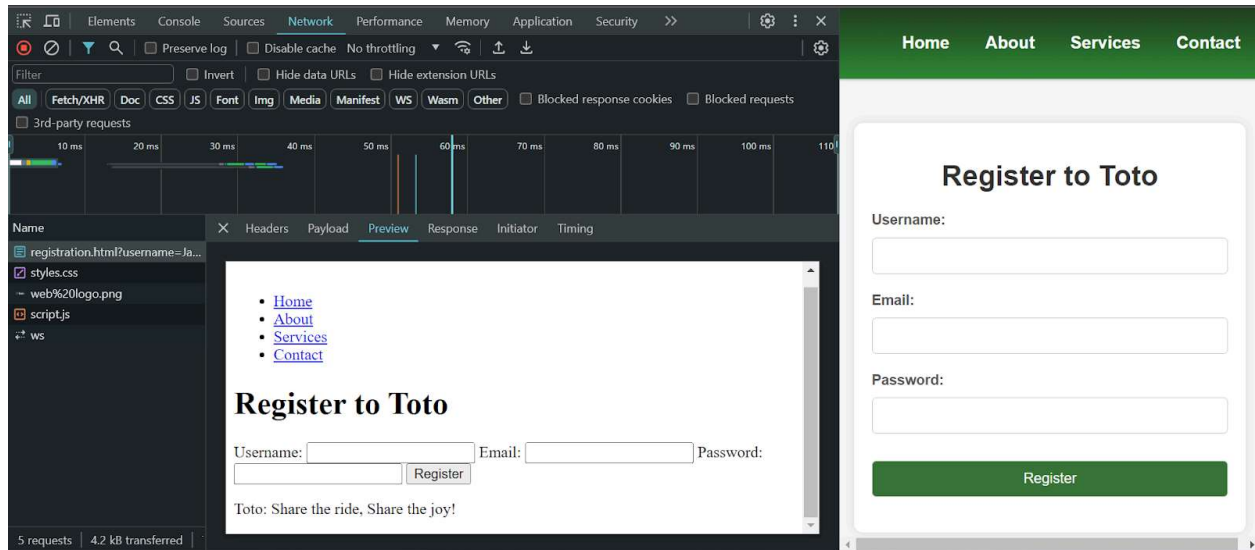 Elements Console Sources Network Performance Memory Application Security >>
Preserve log Disable cache No throttling
Filter Invert Hide data URLs Hide extension URLs
All Fetch/XHR Doc CSS JS Font Img Media Manifest WS Wasm Other Blocked response cookies Blocked requests
3rd-party requests
10 ms 20 ms 30 ms 40 ms 50 ms 60 ms 70 ms 80 ms 90 ms 100 ms 110
Name
Headers Payload Preview Response Initiator Timing
registration.html?username=Ja...
styles.css
web%20logo.png
script.js
ws
Home
About
Services
Contact
Register to Toto
Username: Email: Password:
Register
Toto: Share the ride, Share the joy!
5 requests 4.2 kB transferred
Home About Services Contact
Register to Toto
Username:
Email:
Password:
Register